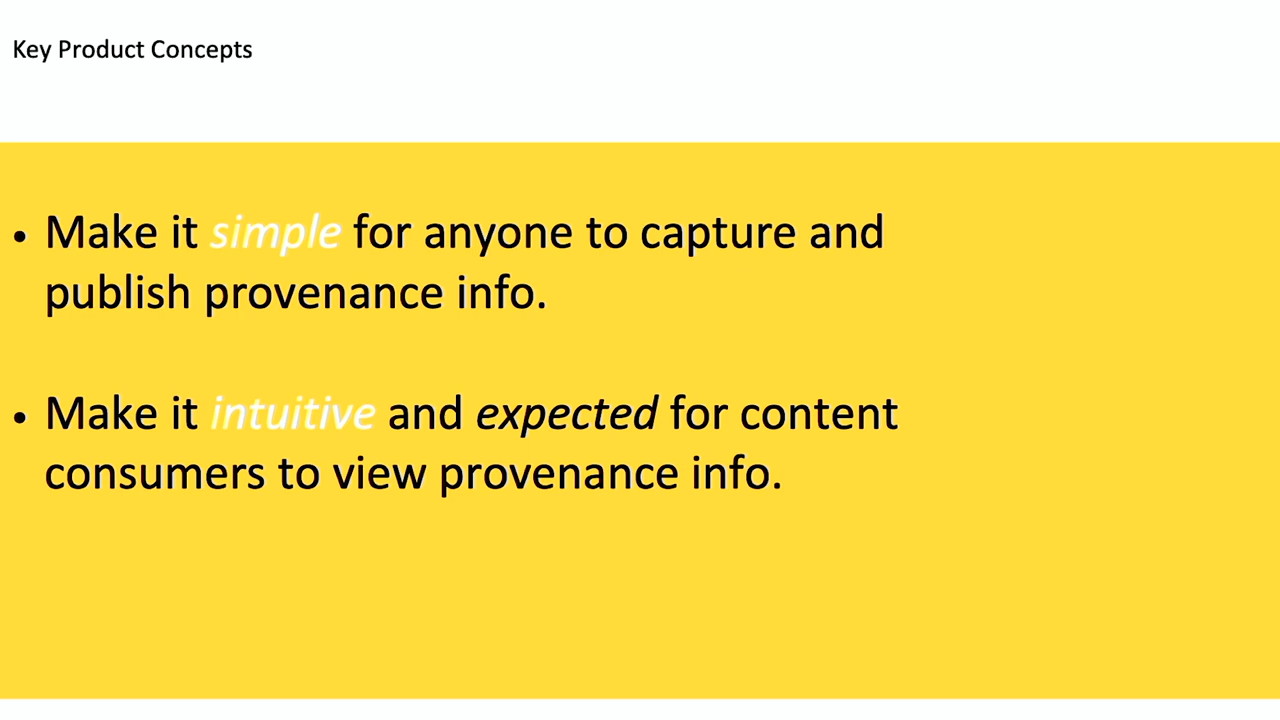 Key Product Concepts
• Make it simple for anyone to capture and
publish provenance info.
• Make it intuitive and expected for content
consumers to view provenance info.